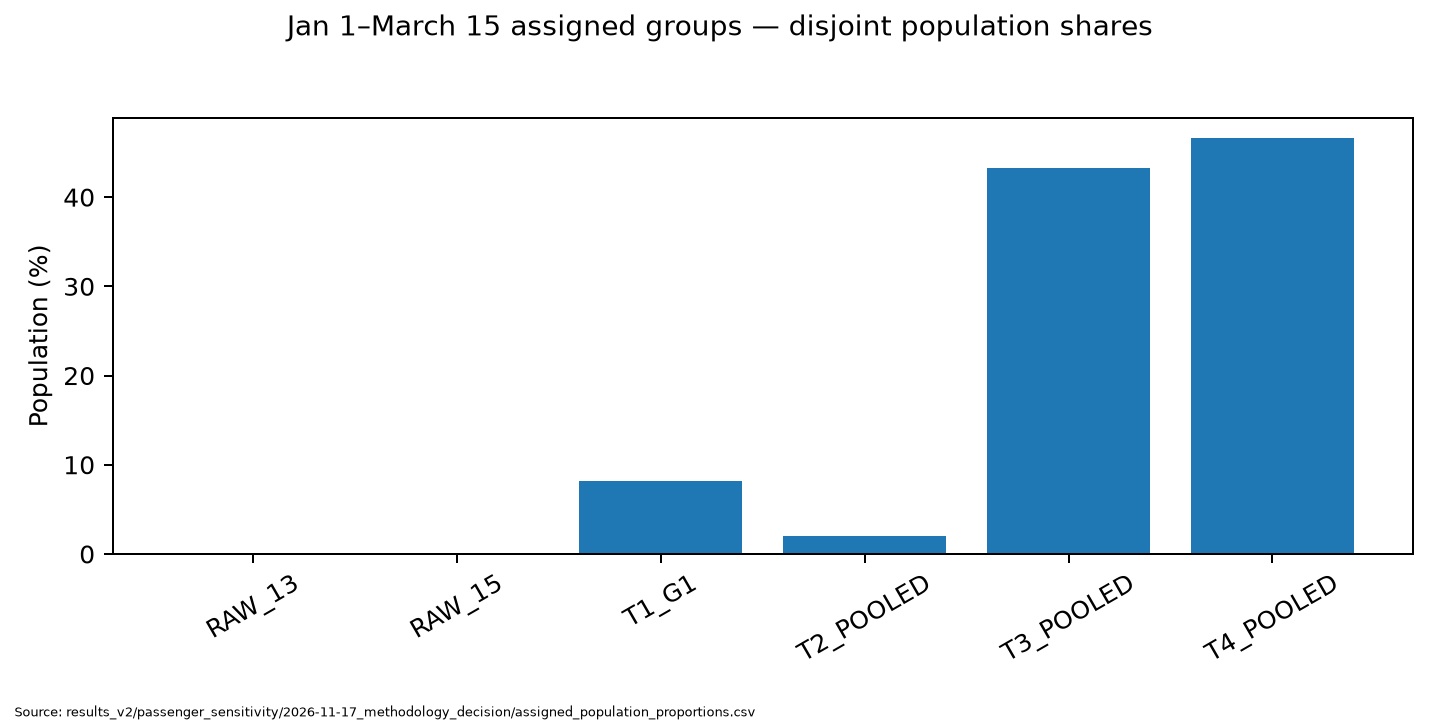 Jan 1–March 15 assigned groups — disjoint population shares
Population (%)
40
30
20
10
0
RAW_13
RAW_15
T1_G1
T2_POOLED
T3_POOLED
T4_POOLED
Source: results_v2/passenger_sensitivity/2026-11-17_methodology_decision/assigned_population_proportions.csv